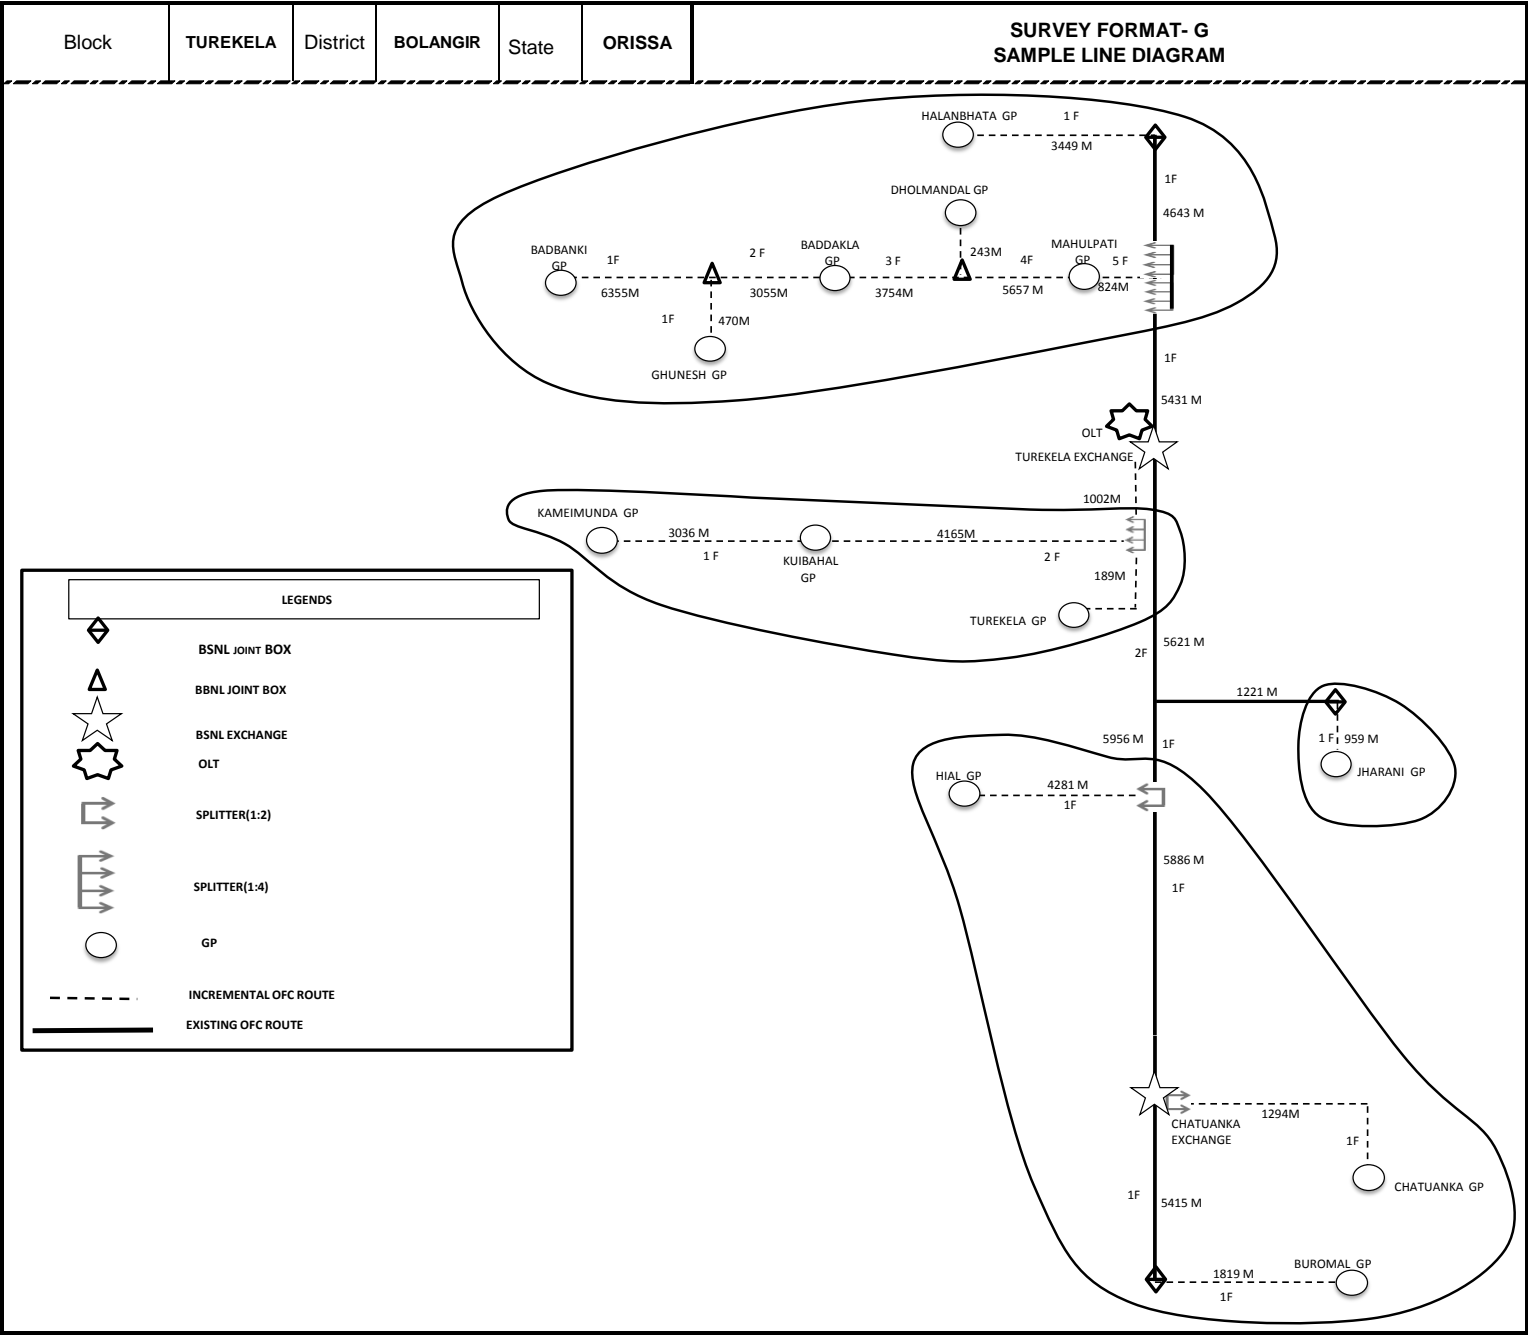 Block TUREKELA District BOLANGIR State ORISSA
SURVEY FORMAT- G
SAMPLE LINE DIAGRAM
HALANBHATA GP 1 F
3449 M
1F
4643 M
DHOLMANDAL GP
243M
BADBANKI
GP
1F
6355M
2 F
3055M
BADDAKLA
GP
3 F
3754M
4F
5657 M
MAHULPATI
GP
5 F
824M
1F
470M
GHUNESH GP
1F
5431 M
OLT
TUREKELA EXCHANGE
1002M
KAMEIMUNDA GP
3036 M
1 F
KUIBAHAL
GP
4165M
2 F
189M
TUREKELA GP
5621 M
2F
1221 M
1 F 959 M
JHARANI GP
5956 M
1F
HIAL GP
4281 M
1F
5886 M
1F
CHATUANKA
EXCHANGE
1294M
1F
CHATUANKA GP
1F
5415 M
BUROMAL GP
1819 M
1F
LEGENDS
BSNL JOINT BOX
BBNL JOINT BOX
BSNL EXCHANGE
OLT
SPLITTER(1:2)
SPLITTER(1:4)
GP
INCREMENTAL OFC ROUTE
EXISTING OFC ROUTE